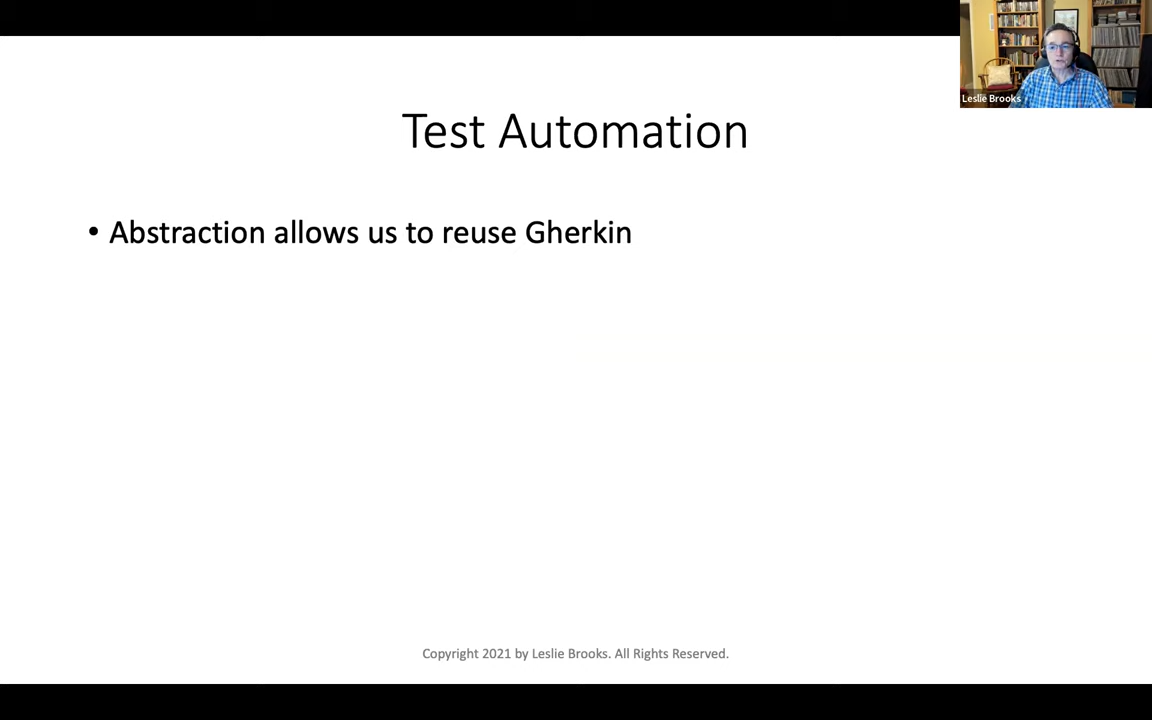 Leslie Brooks
Test Automation
• Abstraction allows us to reuse Gherkin
Copyright 2021 by Leslie Brooks. All Rights Reserved.